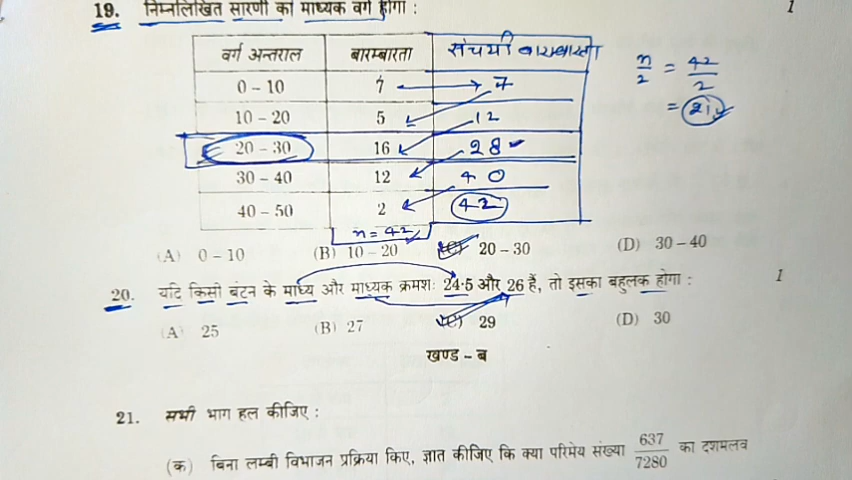 19. निम्नलिखित सारणी का माध्यक वर्ग होगा : 1
वर्ग अन्तराल बारम्बारता संचयी बारम्बारता
0 – 10 7 7
10 – 20 5 12
20 – 30 16 28
30 – 40 12 40
40 – 50 2 42
n = 42
n/2 = 42/2
= 21
(A) 0 – 10 (B) 10 – 20 (C) 20 – 30 (D) 30 – 40
20. यदि किसी बंटन के माध्य और माध्यक क्रमशः 24·5 और 26 हैं, तो इसका बहुलक होगा : 1
(A) 25 (B) 27 (C) 29 (D) 30
खण्ड – ब
21. सभी भाग हल कीजिए :
(क) बिना लम्बी विभाजन प्रक्रिया किए, ज्ञात कीजिए कि क्या परिमेय संख्या 637/7280 का दशमलव